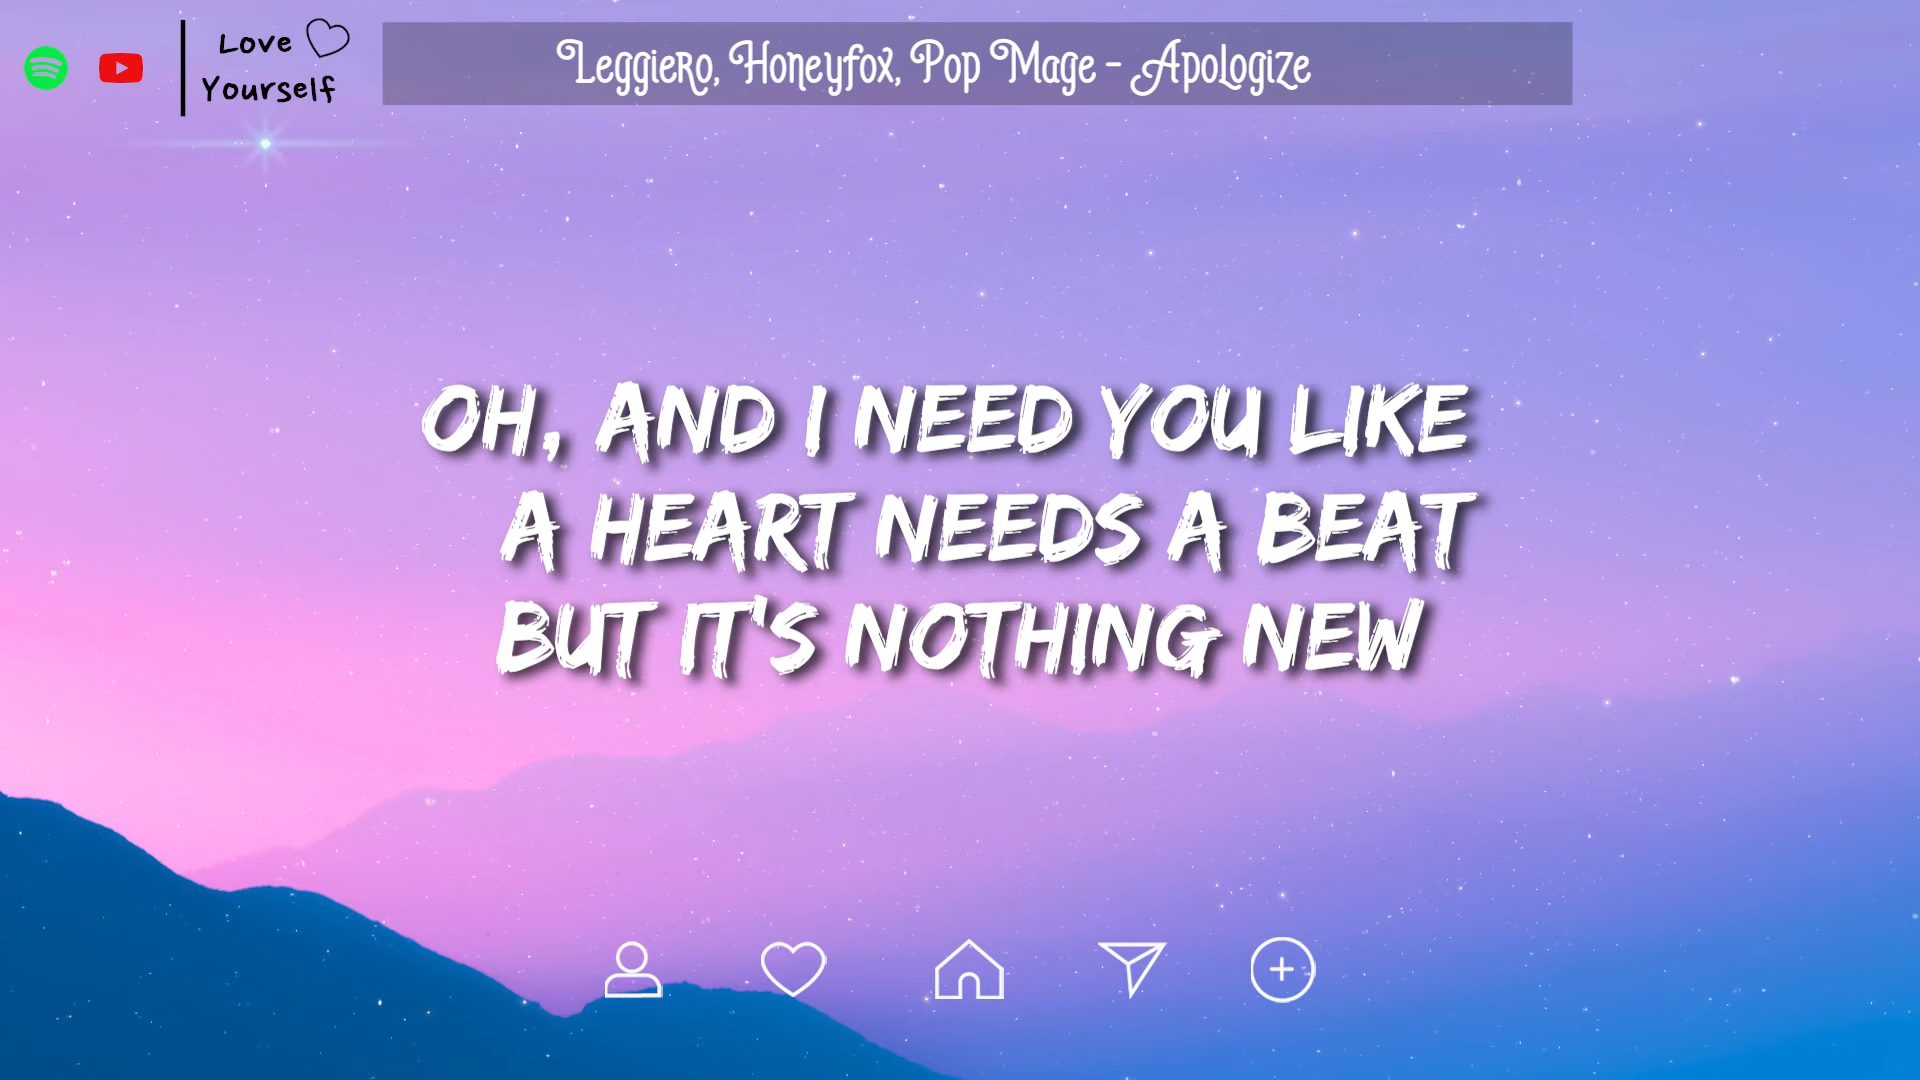 Love
Yourself
Leggiero, Honeyfox, Pop Mage - Apologize
OH, AND I NEED YOU LIKE
A HEART NEEDS A BEAT
BUT IT'S NOTHING NEW